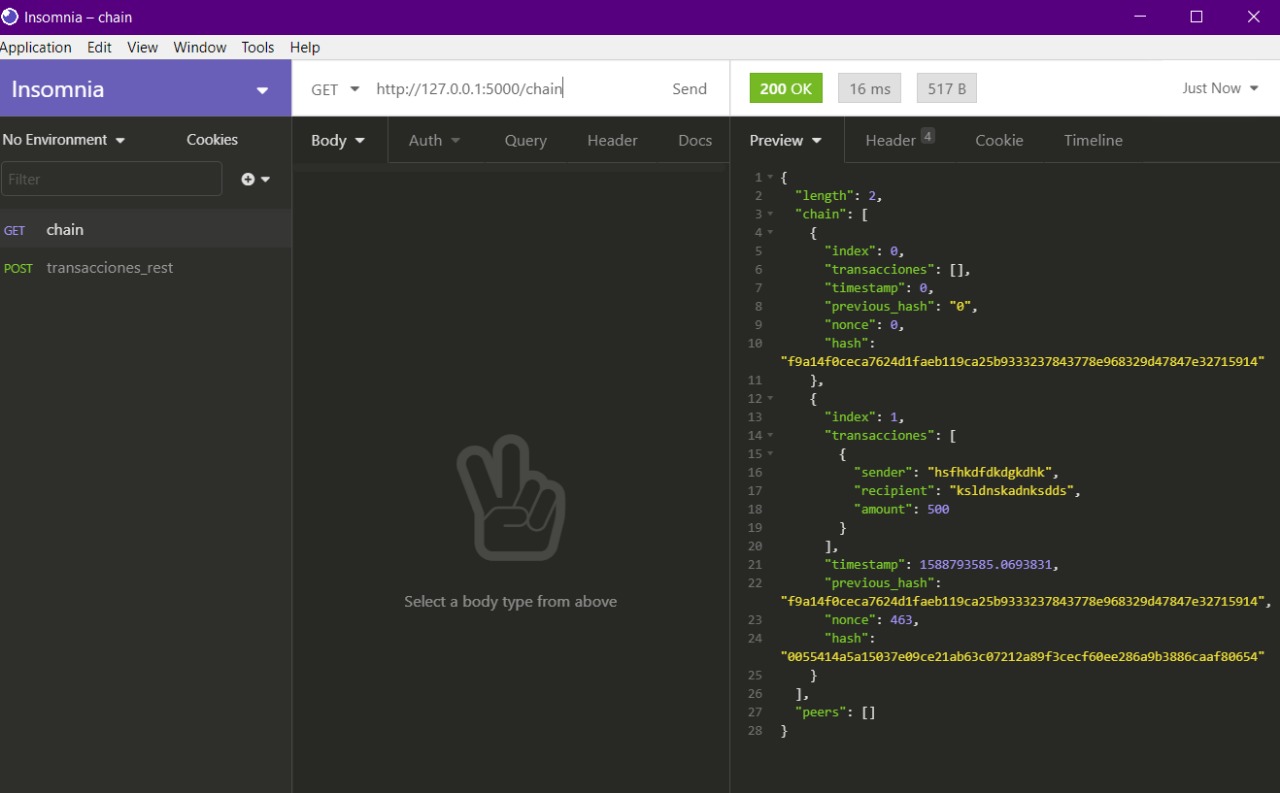 Insomnia – chain
Application Edit View Window Tools Help
Insomnia
GET http://127.0.0.1:5000/chain Send
200 OK 16 ms 517 B Just Now
No Environment Cookies
Body Auth Query Header Docs
Preview Header 4 Cookie Timeline
Filter
GET chain
POST transacciones_rest
Select a body type from above
1 {
2 "length": 2,
3 "chain": [
4 {
5 "index": 0,
6 "transacciones": [],
7 "timestamp": 0,
8 "previous_hash": "0",
9 "nonce": 0,
10 "hash":
"f9a14f0ceca7624d1faeb119ca25b9333237843778e968329d47847e32715914"
11 },
12 {
13 "index": 1,
14 "transacciones": [
15 {
16 "sender": "hsfhkdfdkdgkdhk",
17 "recipient": "ksldnskadnksdds",
18 "amount": 500
19 }
20 ],
21 "timestamp": 1588793585.0693831,
22 "previous_hash":
"f9a14f0ceca7624d1faeb119ca25b9333237843778e968329d47847e32715914",
23 "nonce": 463,
24 "hash":
"0055414a5a15037e09ce21ab63c07212a89f3cecf60ee286a9b3886caaf80654"
25 }
26 ],
27 "peers": []
28 }